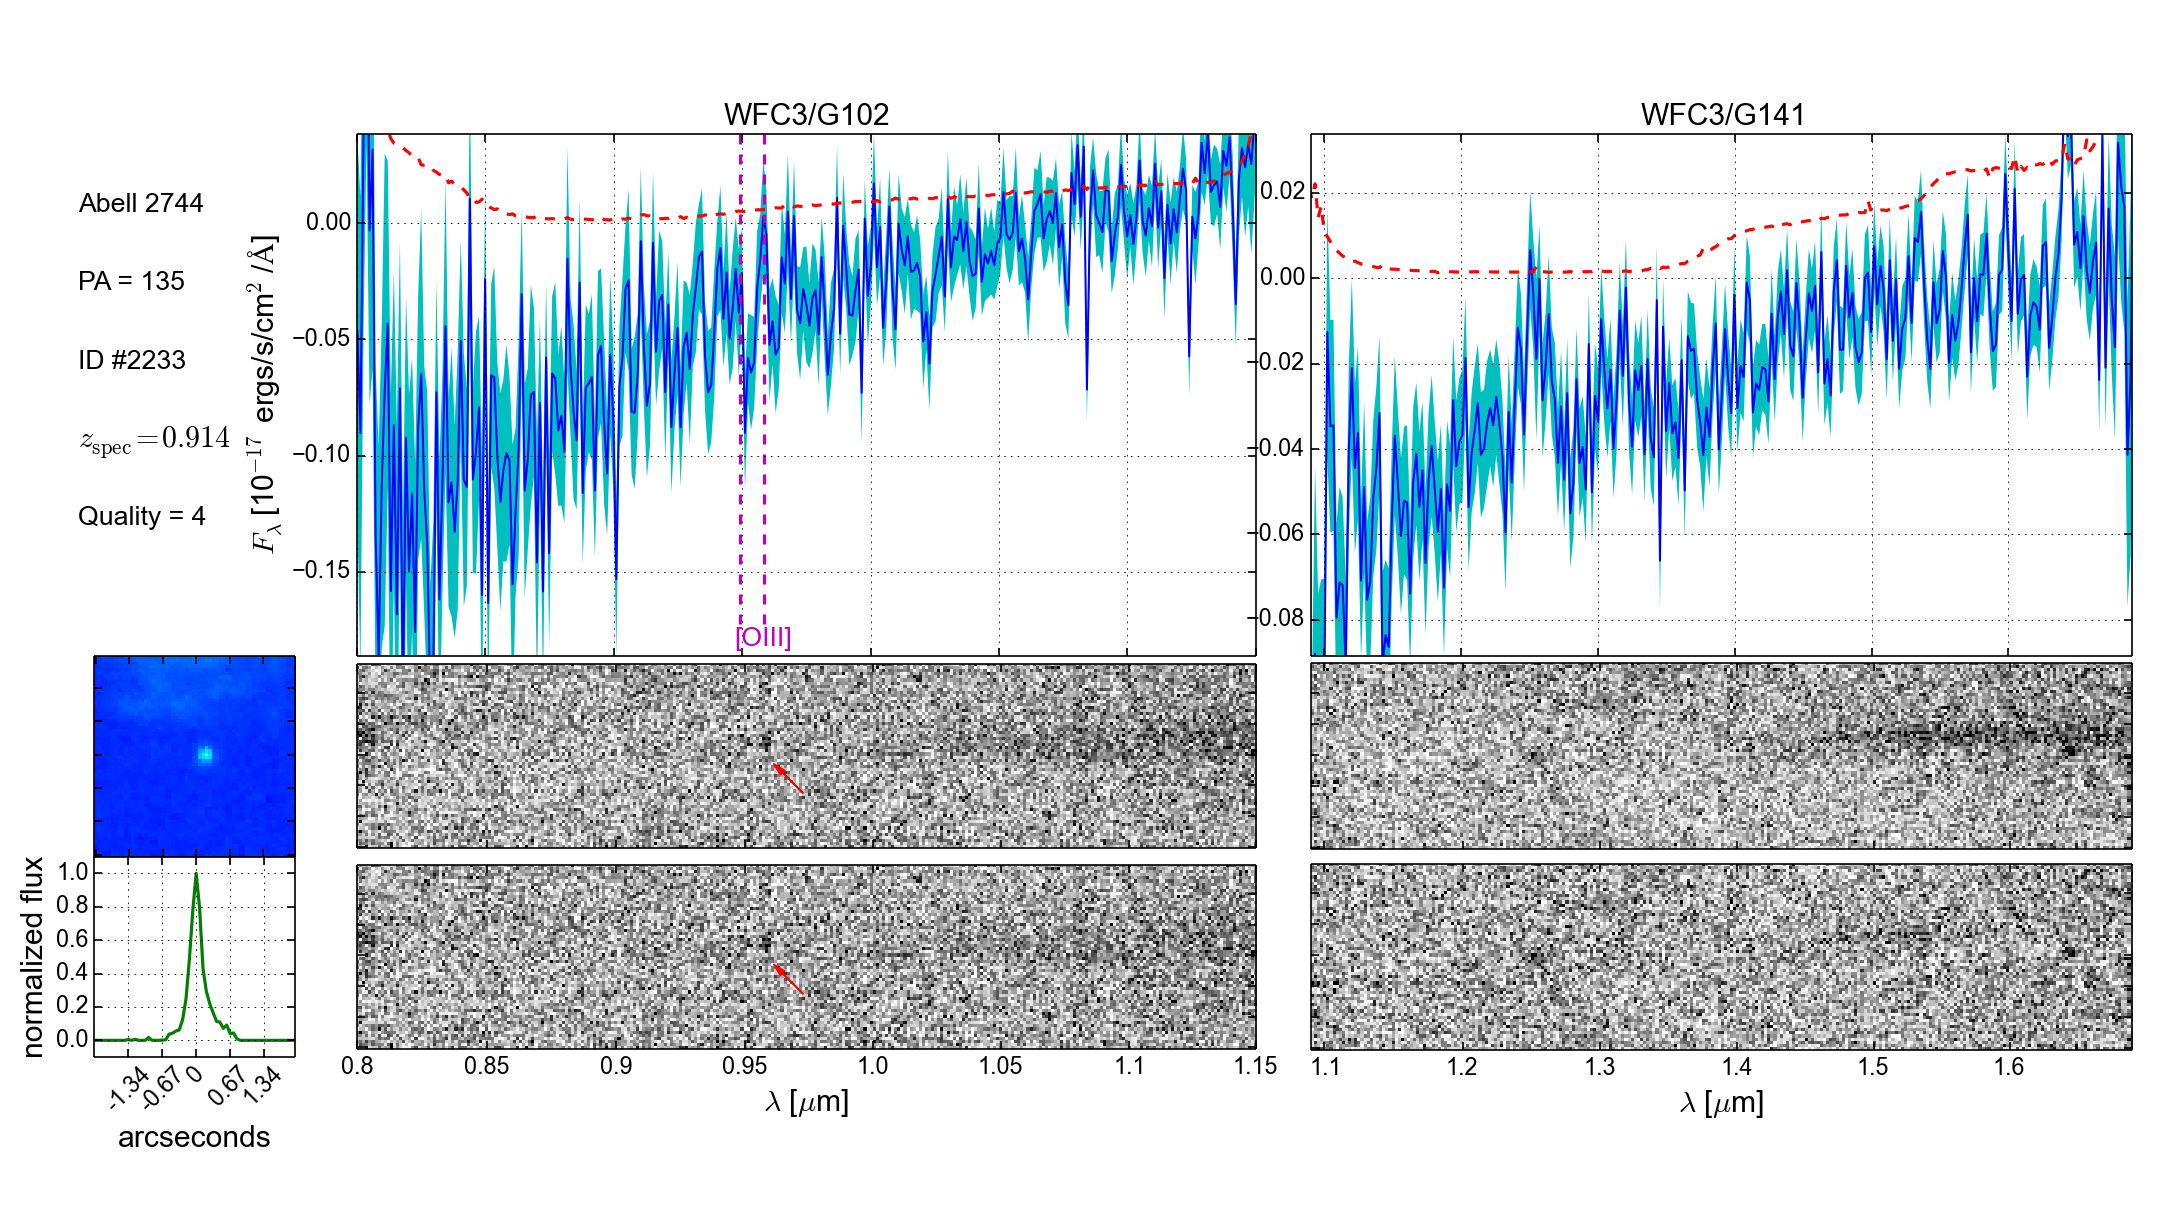 WFC3/G102
WFC3/G141
Abell 2744
PA = 135
ID #2233
z_spec = 0.914
Quality = 4
F_λ [10^−17 ergs/s/cm^2 /Å]
0.00
−0.05
−0.10
−0.15
[OIII]
0.02
0.00
−0.02
−0.04
−0.06
−0.08
normalized flux
1.0
0.8
0.6
0.4
0.2
0.0
-1.34
-0.67
0
0.67
1.34
arcseconds
0.8 0.85 0.9 0.95 1.0 1.05 1.1 1.15
λ [μm]
1.1 1.2 1.3 1.4 1.5 1.6
λ [μm]